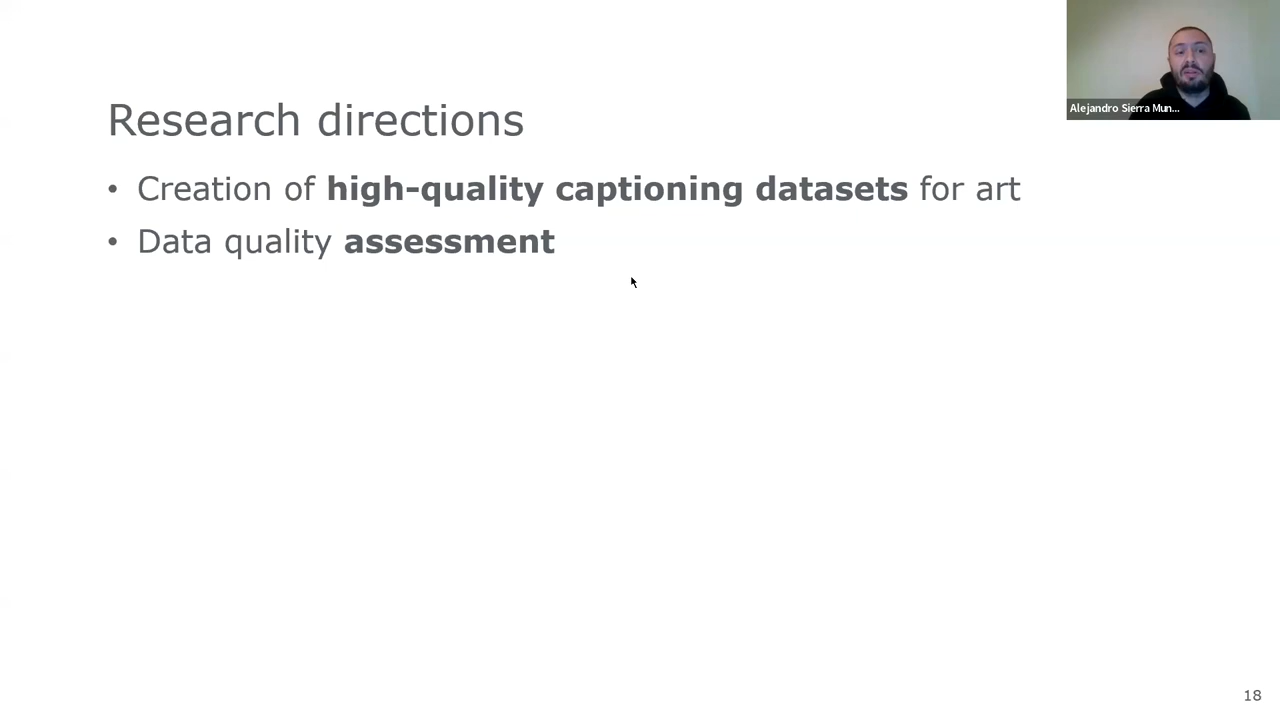 Alejandro Sierra Mun...
Research directions
• Creation of high-quality captioning datasets for art
• Data quality assessment
18